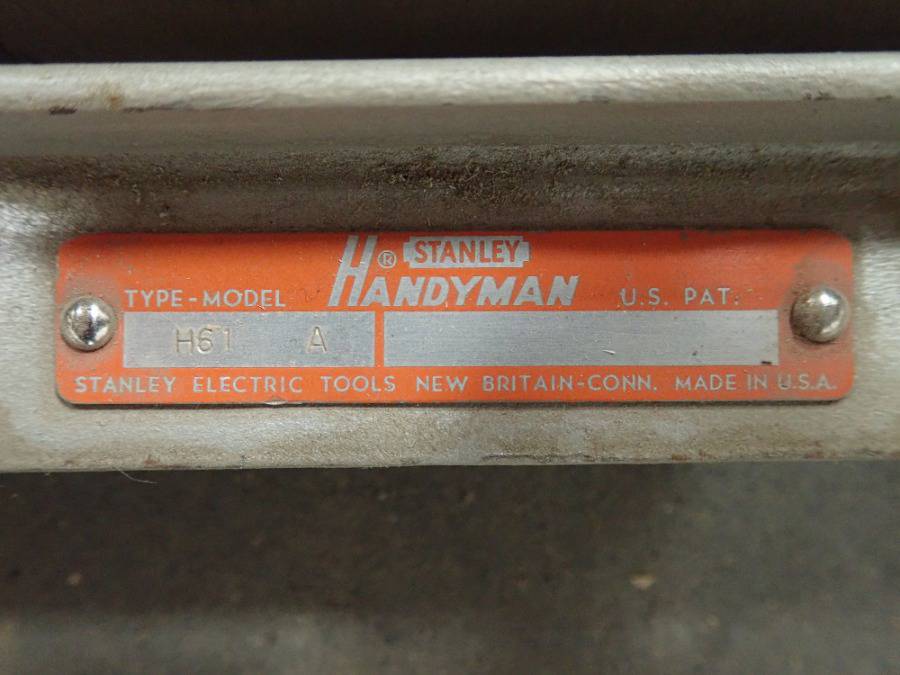 ® STANLEY
HANDYMAN
TYPE-MODEL U.S. PAT.
H61 A
STANLEY ELECTRIC TOOLS NEW BRITAIN-CONN. MADE IN U.S.A.